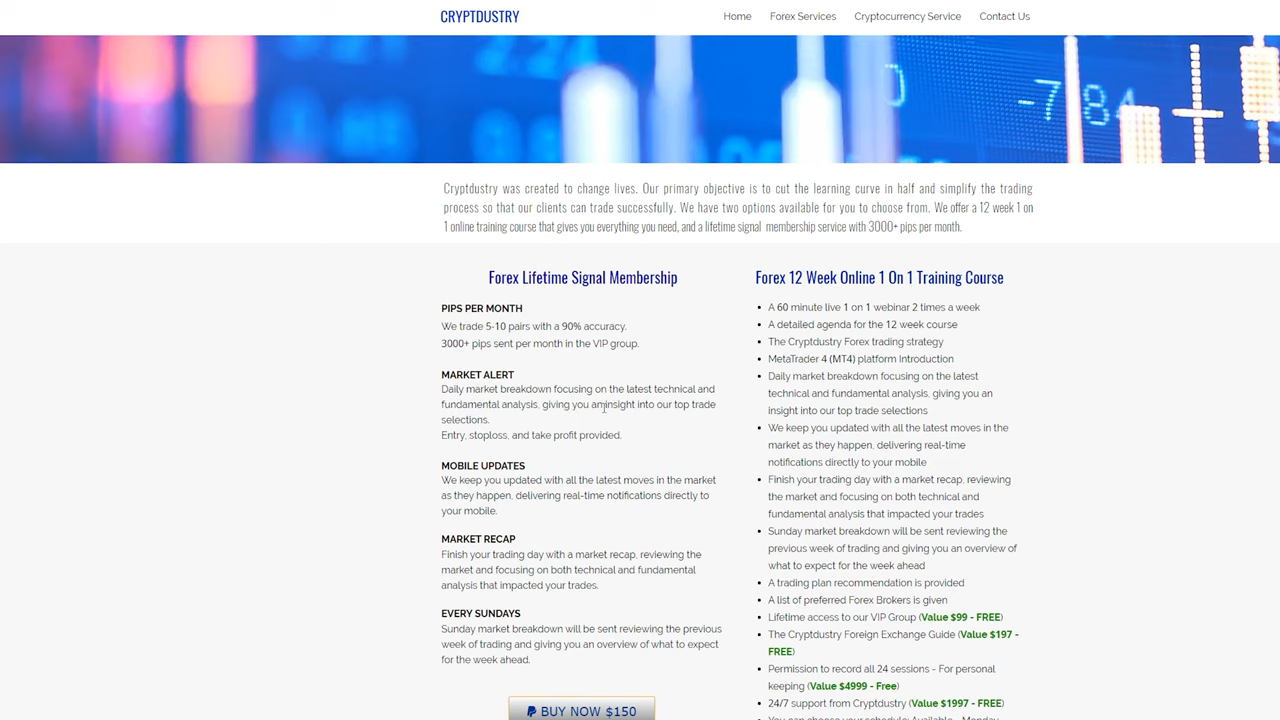 CRYPTDUSTRY
Home Forex Services Cryptocurrency Service Contact Us
-7 84
Cryptdustry was created to change lives. Our primary objective is to cut the learning curve in half and simplify the trading
process so that our clients can trade successfully. We have two options available for you to choose from. We offer a 12 week 1 on
1 online training course that gives you everything you need, and a lifetime signal membership service with 3000+ pips per month.
Forex Lifetime Signal Membership
PIPS PER MONTH
We trade 5-10 pairs with a 90% accuracy.
3000+ pips sent per month in the VIP group.
MARKET ALERT
Daily market breakdown focusing on the latest technical and
fundamental analysis, giving you an insight into our top trade
selections.
Entry, stoploss, and take profit provided.
MOBILE UPDATES
We keep you updated with all the latest moves in the market
as they happen, delivering real-time notifications directly to
your mobile.
MARKET RECAP
Finish your trading day with a market recap, reviewing the
market and focusing on both technical and fundamental
analysis that impacted your trades.
EVERY SUNDAYS
Sunday market breakdown will be sent reviewing the previous
week of trading and giving you an overview of what to expect
for the week ahead.
BUY NOW $150
Forex 12 Week Online 1 On 1 Training Course
• A 60 minute live 1 on 1 webinar 2 times a week
• A detailed agenda for the 12 week course
• The Cryptdustry Forex trading strategy
• MetaTrader 4 (MT4) platform Introduction
• Daily market breakdown focusing on the latest
technical and fundamental analysis, giving you an
insight into our top trade selections
• We keep you updated with all the latest moves in the
market as they happen, delivering real-time
notifications directly to your mobile
• Finish your trading day with a market recap, reviewing
the market and focusing on both technical and
fundamental analysis that impacted your trades
• Sunday market breakdown will be sent reviewing the
previous week of trading and giving you an overview of
what to expect for the week ahead
• A trading plan recommendation is provided
• A list of preferred Forex Brokers is given
• Lifetime access to our VIP Group (Value $99 - FREE)
• The Cryptdustry Foreign Exchange Guide (Value $197 -
FREE)
• Permission to record all 24 sessions - For personal
keeping (Value $4999 - Free)
• 24/7 support from Cryptdustry (Value $1997 - FREE)
• You can choose your schedule: Available - Monday